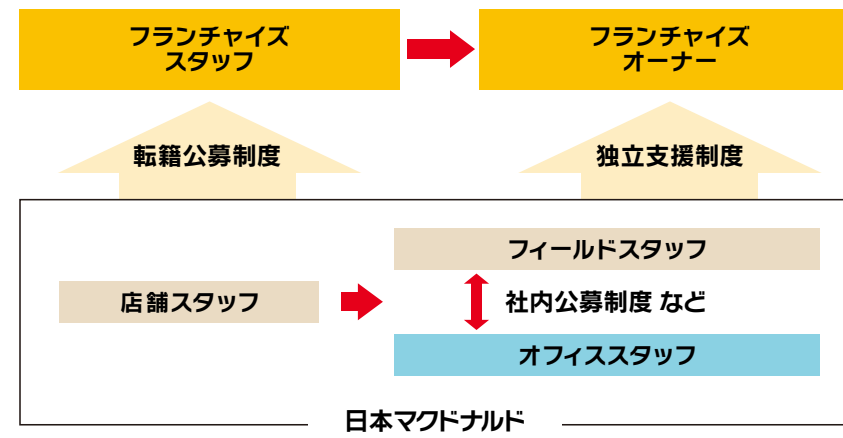 フランチャイズ
スタッフ
フランチャイズ
オーナー
転籍公募制度
独立支援制度
フィールドスタッフ
店舗スタッフ
社内公募制度 など
オフィススタッフ
日本マクドナルド